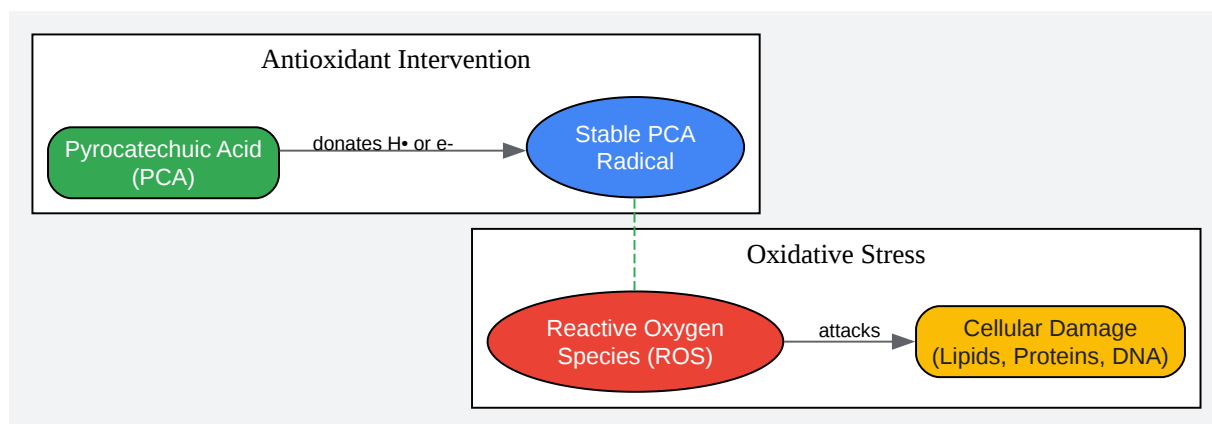 Antioxidant Intervention
Pyrocatechuic Acid
(PCA)
donates H• or e-
Stable PCA
Radical
Oxidative Stress
Reactive Oxygen
Species (ROS)
attacks
Cellular Damage
(Lipids, Proteins, DNA)